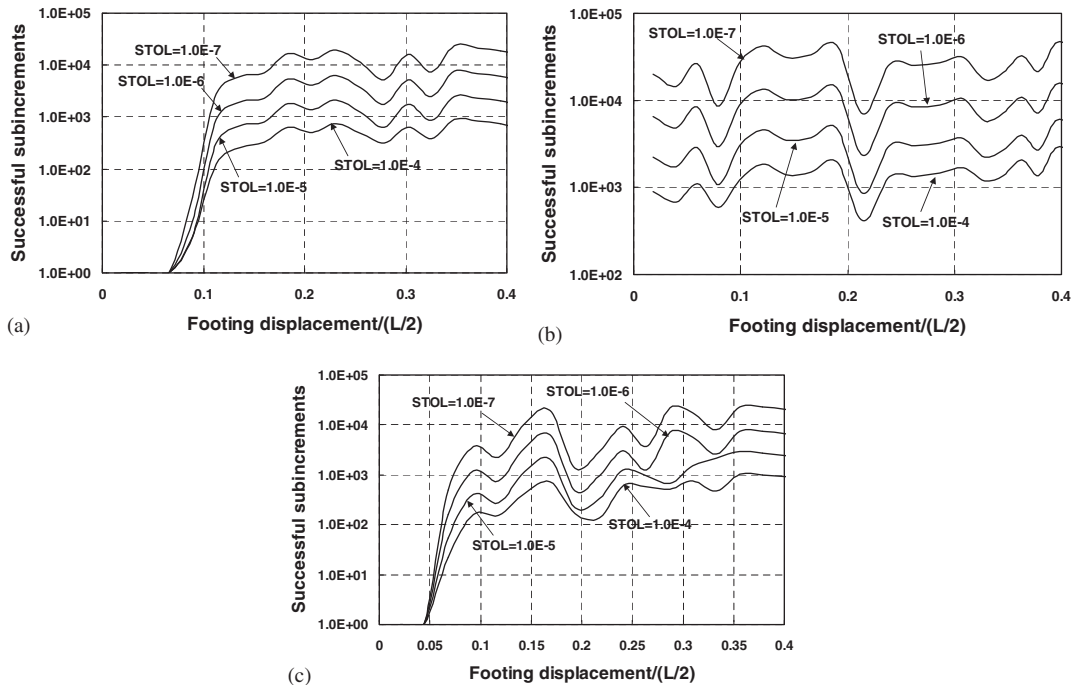 1.0E+05
1.0E+04
1.0E+03
1.0E+02
1.0E+01
1.0E+00
Successful subincrements
STOL=1.0E-7
STOL=1.0E-6
STOL=1.0E-4
STOL=1.0E-5
0 0.1 0.2 0.3 0.4
Footing displacement/(L/2)
(a)
1.0E+05
1.0E+04
1.0E+03
1.0E+02
Successful subincrements
STOL=1.0E-7
STOL=1.0E-6
STOL=1.0E-5
STOL=1.0E-4
0 0.1 0.2 0.3 0.4
Footing displacement/(L/2)
(b)
1.0E+05
1.0E+04
1.0E+03
1.0E+02
1.0E+01
1.0E+00
Successful subincrements
STOL=1.0E-7
STOL=1.0E-6
STOL=1.0E-5
STOL=1.0E-4
0 0.05 0.1 0.15 0.2 0.25 0.3 0.35 0.4
Footing displacement/(L/2)
(c)